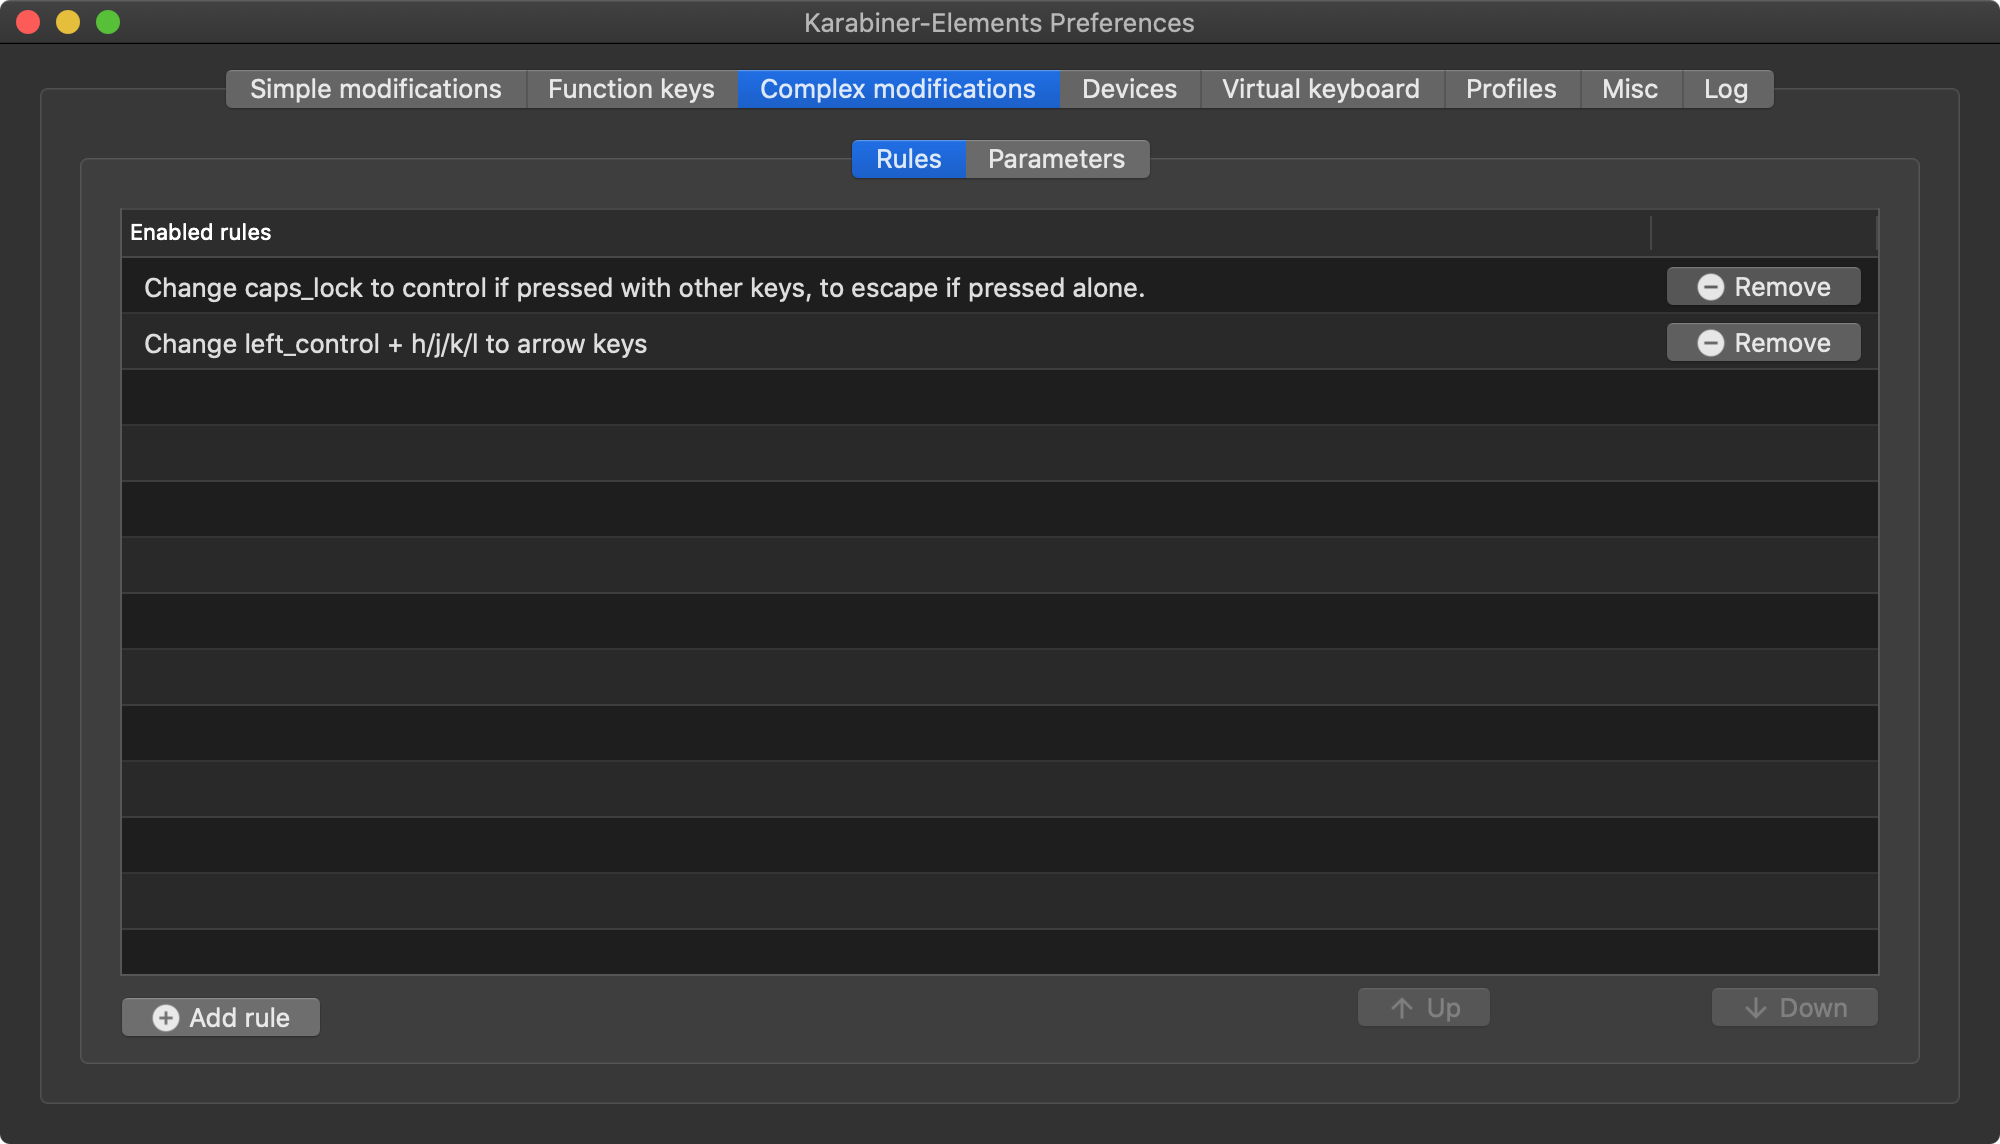 Karabiner-Elements Preferences
Simple modifications Function keys Complex modifications Devices Virtual keyboard Profiles Misc Log
Rules Parameters
Enabled rules
Change caps_lock to control if pressed with other keys, to escape if pressed alone. Remove
Change left_control + h/j/k/l to arrow keys Remove
Add rule Up Down